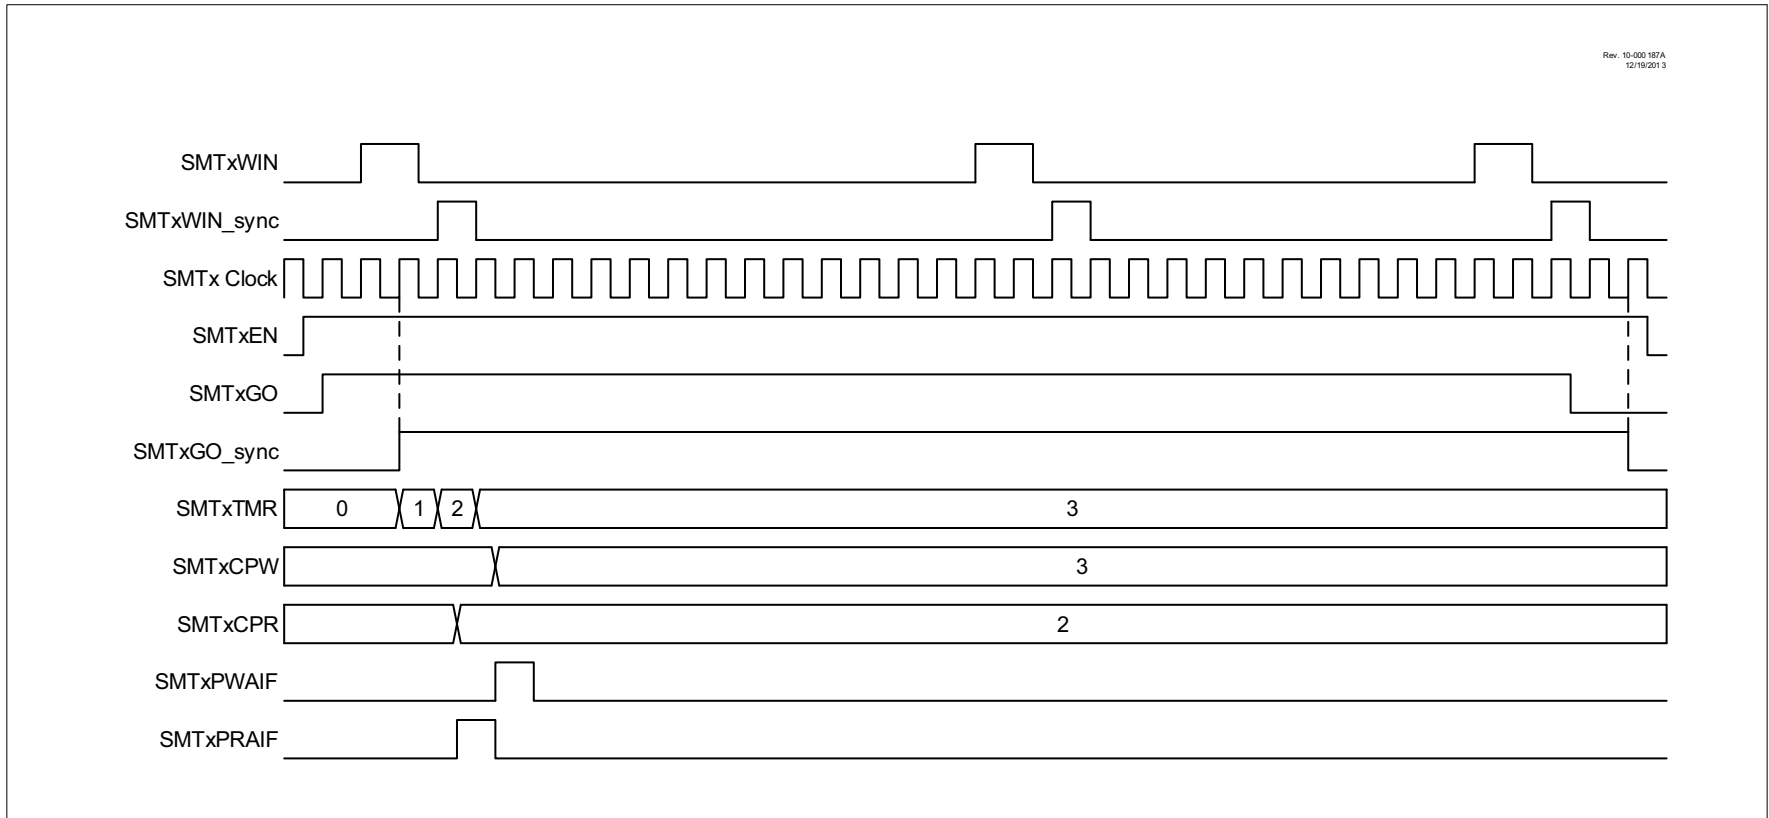 Rev. 10-000 187A
12/19/201 3
SMTxWIN
SMTxWIN_sync
SMTx Clock
SMTxEN
SMTxGO
SMTxGO_sync
SMTxTMR 0 1 2 3
SMTxCPW 3
SMTxCPR 2
SMTxPWAIF
SMTxPRAIF